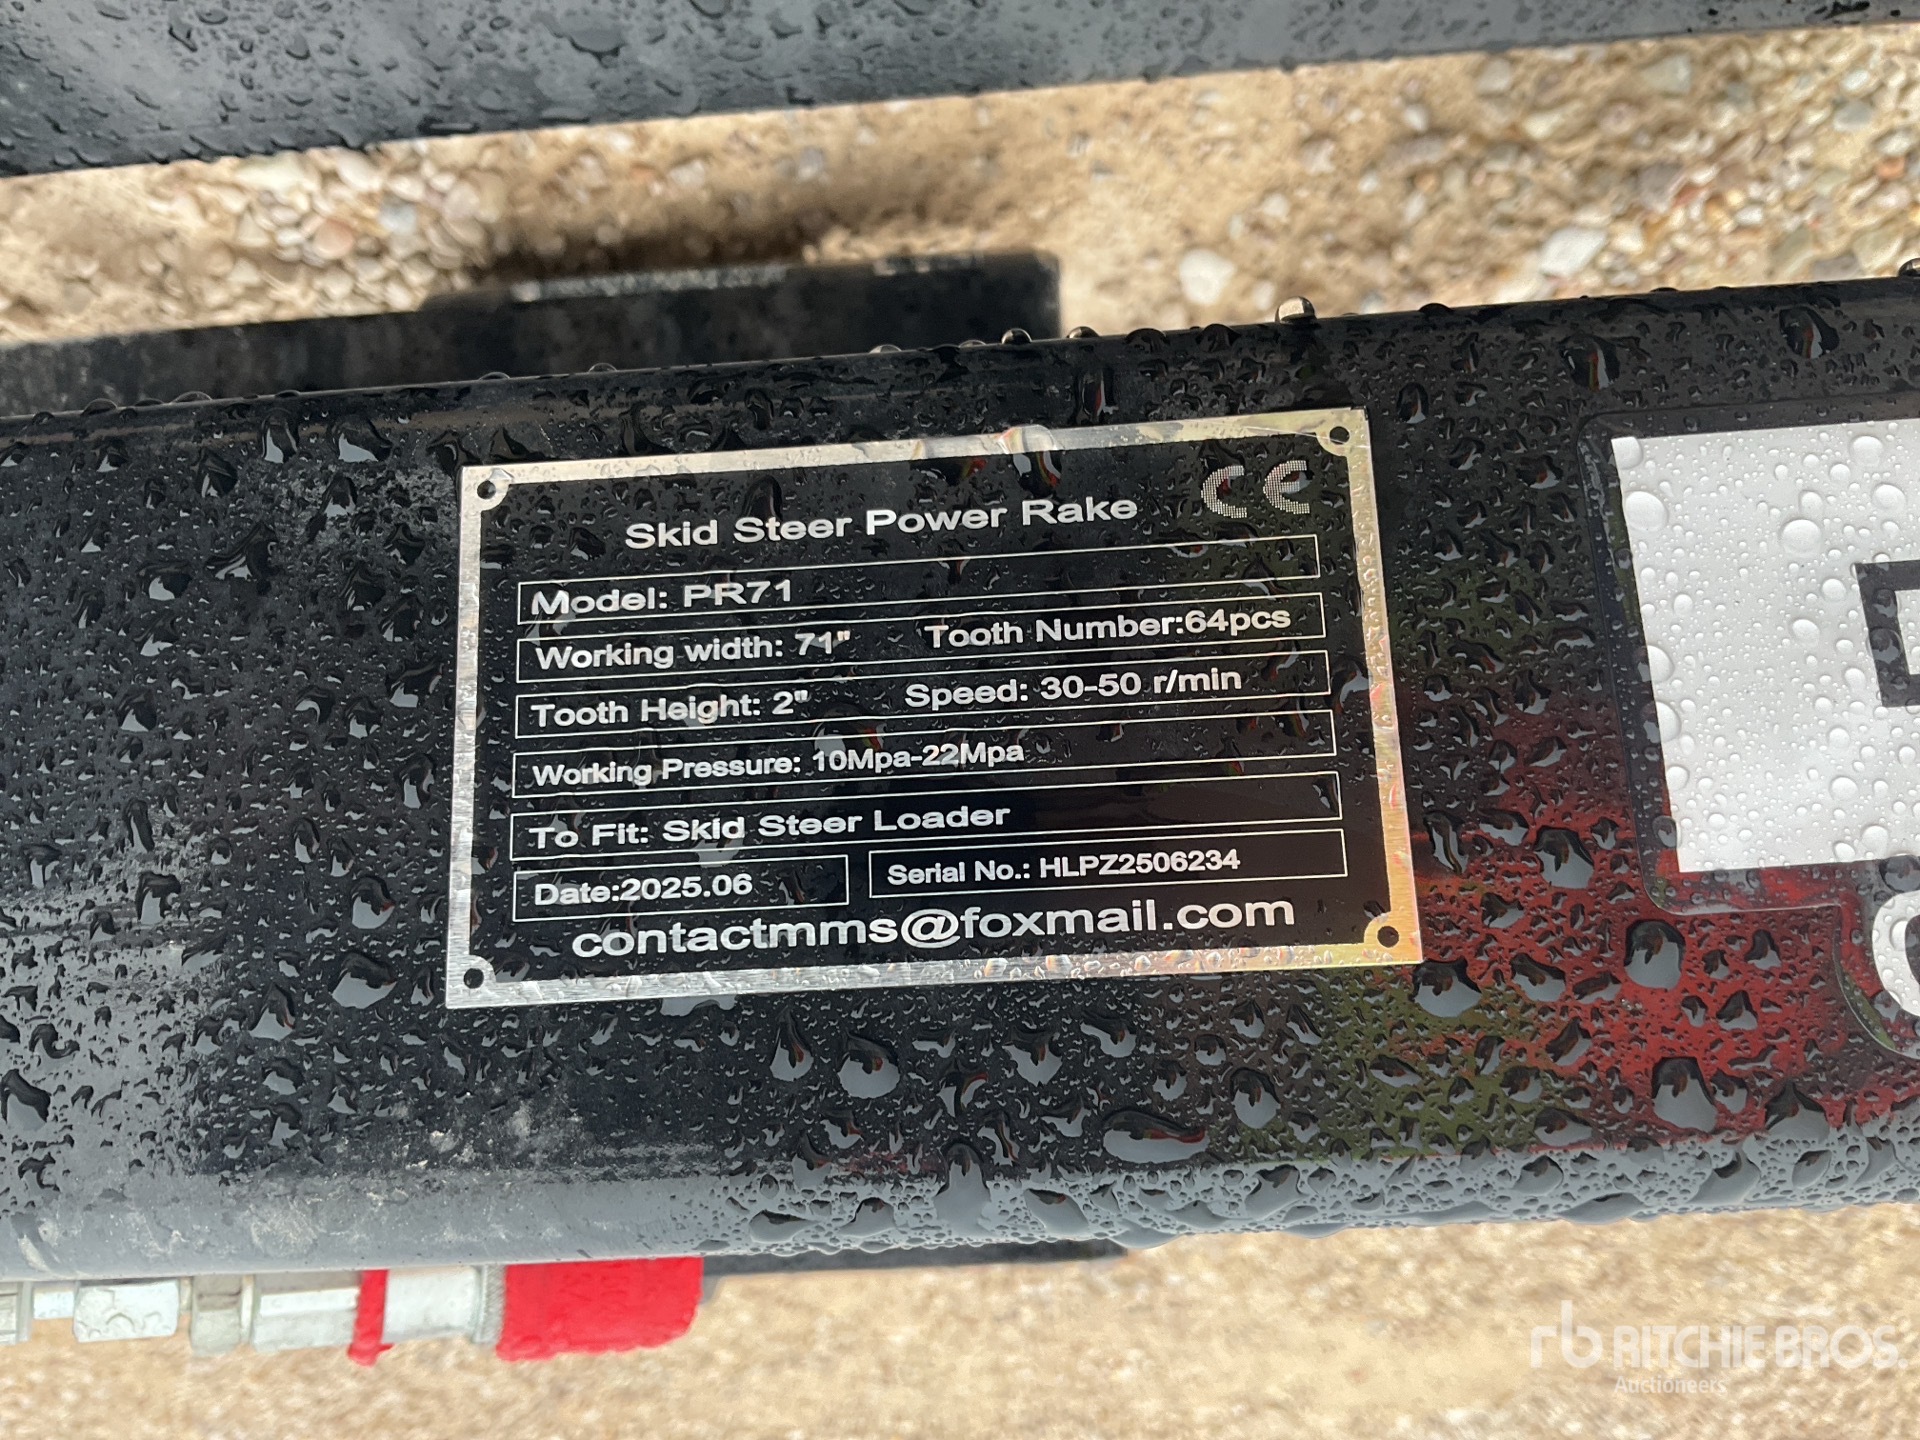 Skid Steer Power Rake CE
Model: PR71
Working width: 71" Tooth Number:64pcs
Tooth Height: 2" Speed: 30-50 r/min
Working Pressure: 10Mpa-22Mpa
To Fit: Skid Steer Loader
Date:2025.06 Serial No.: HLPZ2506234
contactmms@foxmail.com
rb RITCHIE BROS.
Auctioneers